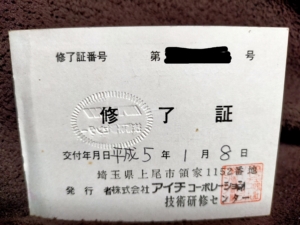 修了証番号 第 号
修了証
交付年月日 平成5年1月8日
埼玉県上尾市領家1152番地
発行者 株式会社アイチコーポレーション
技術研修センター